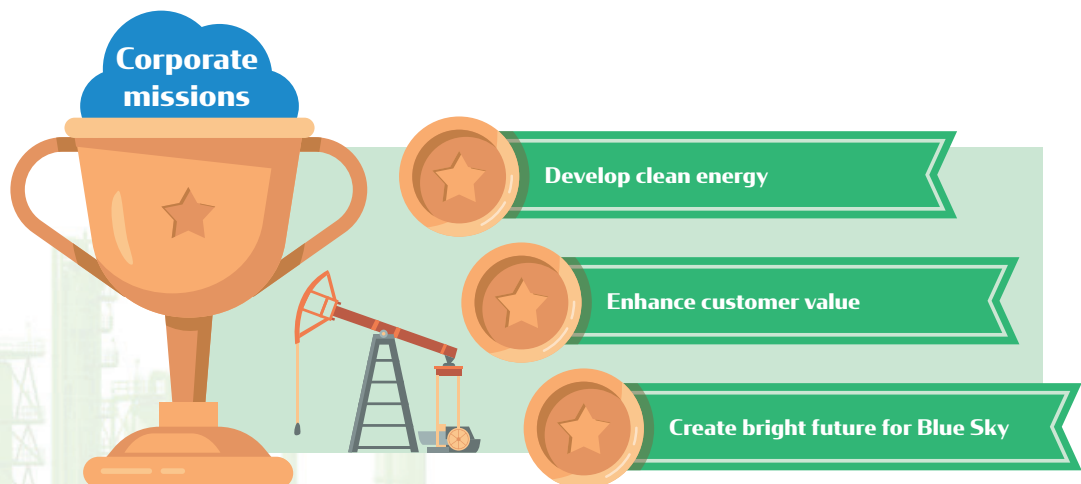 Corporate
missions
Develop clean energy
Enhance customer value
Create bright future for Blue Sky